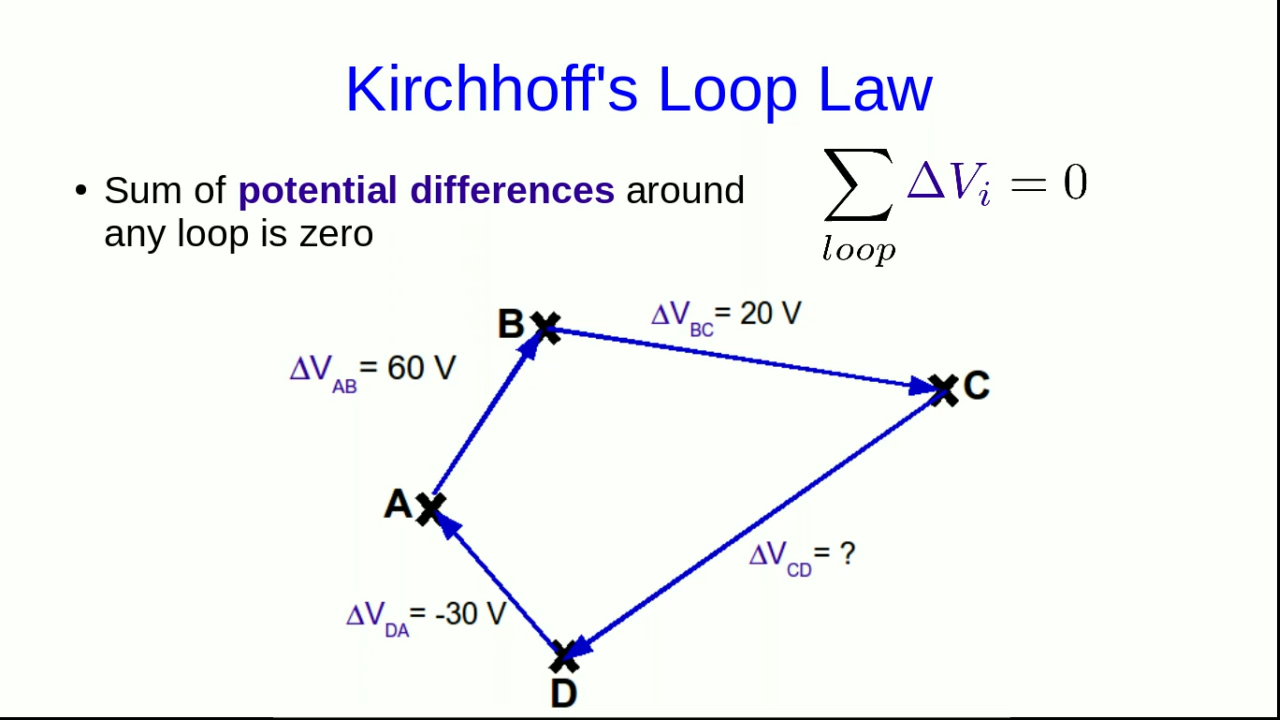 Kirchhoff's Loop Law
• Sum of potential differences around
any loop is zero
∑ ΔVᵢ = 0
loop
B
ΔV_BC = 20 V
ΔV_AB = 60 V
C
A
ΔV_CD = ?
ΔV_DA = -30 V
D